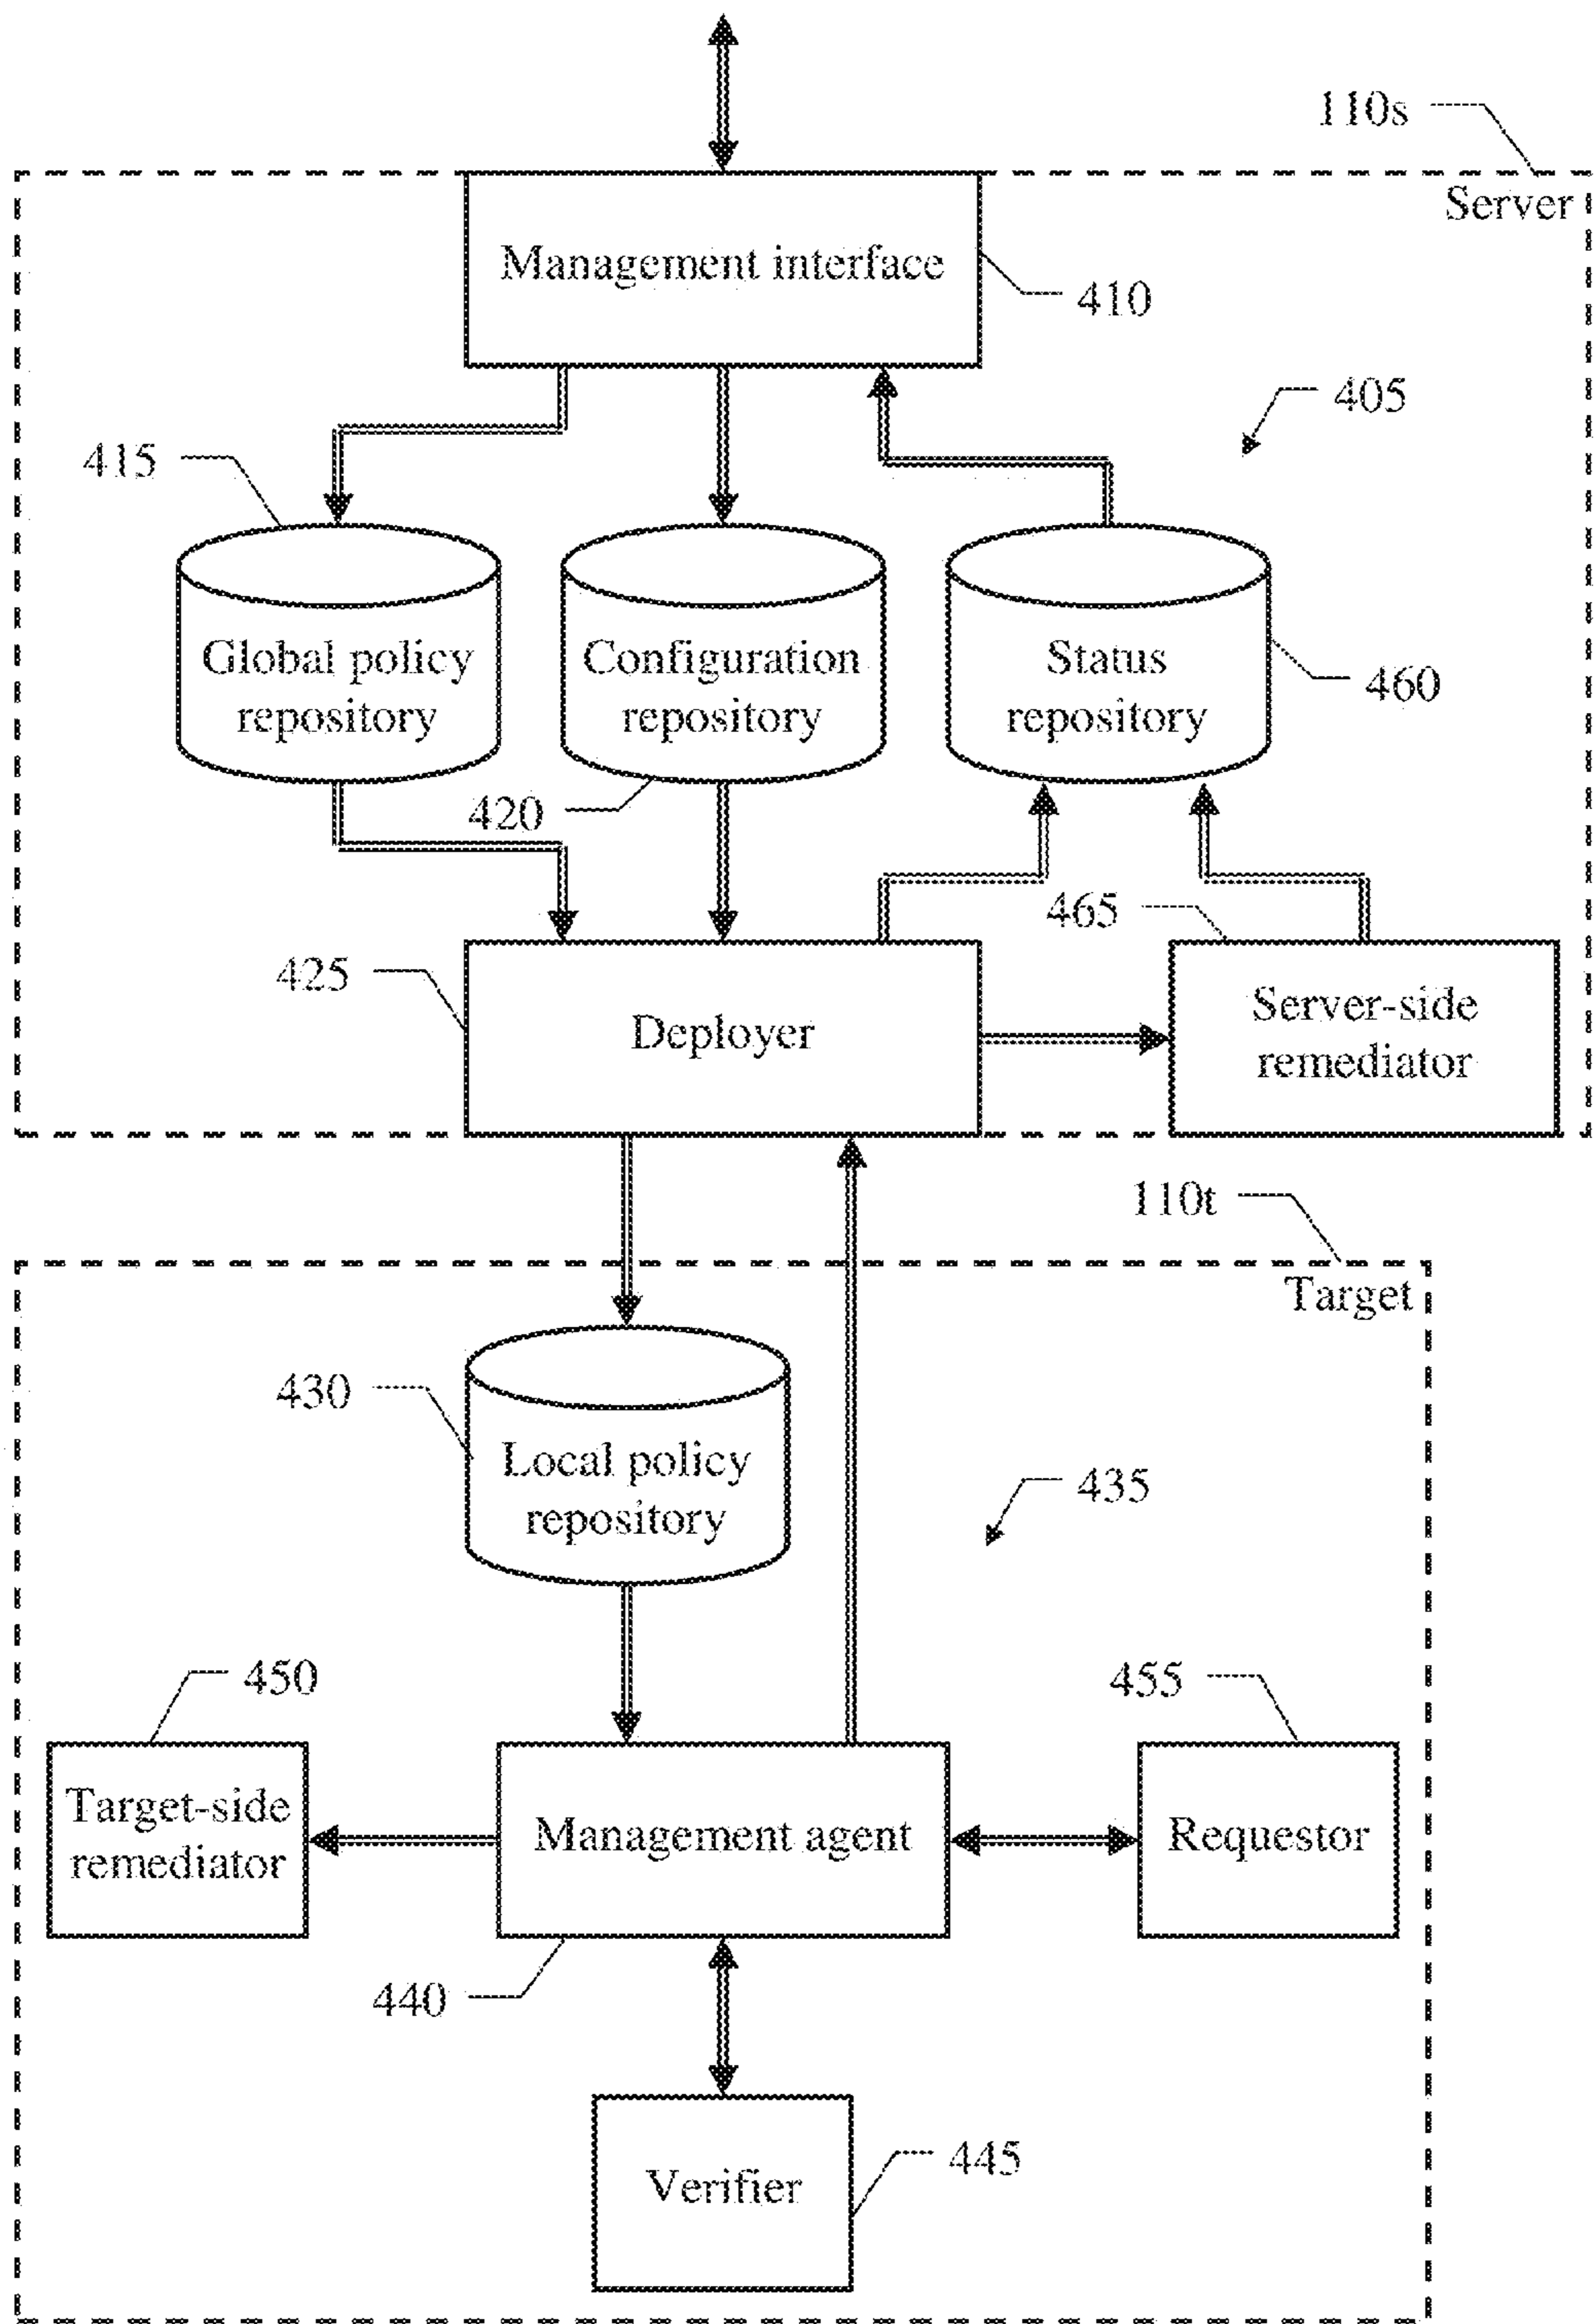 110s
Server
Management interface
410
405
415
Global policy
repository
Configuration
repository
Status
repository
460
420
465
425
Deployer
Server-side
remediator
110t
Target
430
Local policy
repository
435
450
455
Target-side
remediator
Management agent
Requestor
440
Verifier
445